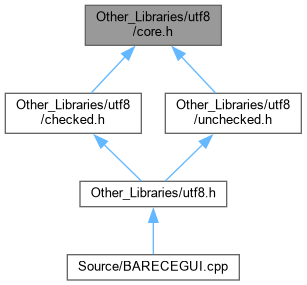 Other_Libraries/utf8
/core.h
Other_Libraries/utf8
/checked.h
Other_Libraries/utf8
/unchecked.h
Other_Libraries/utf8.h
Source/BARECEGUI.cpp